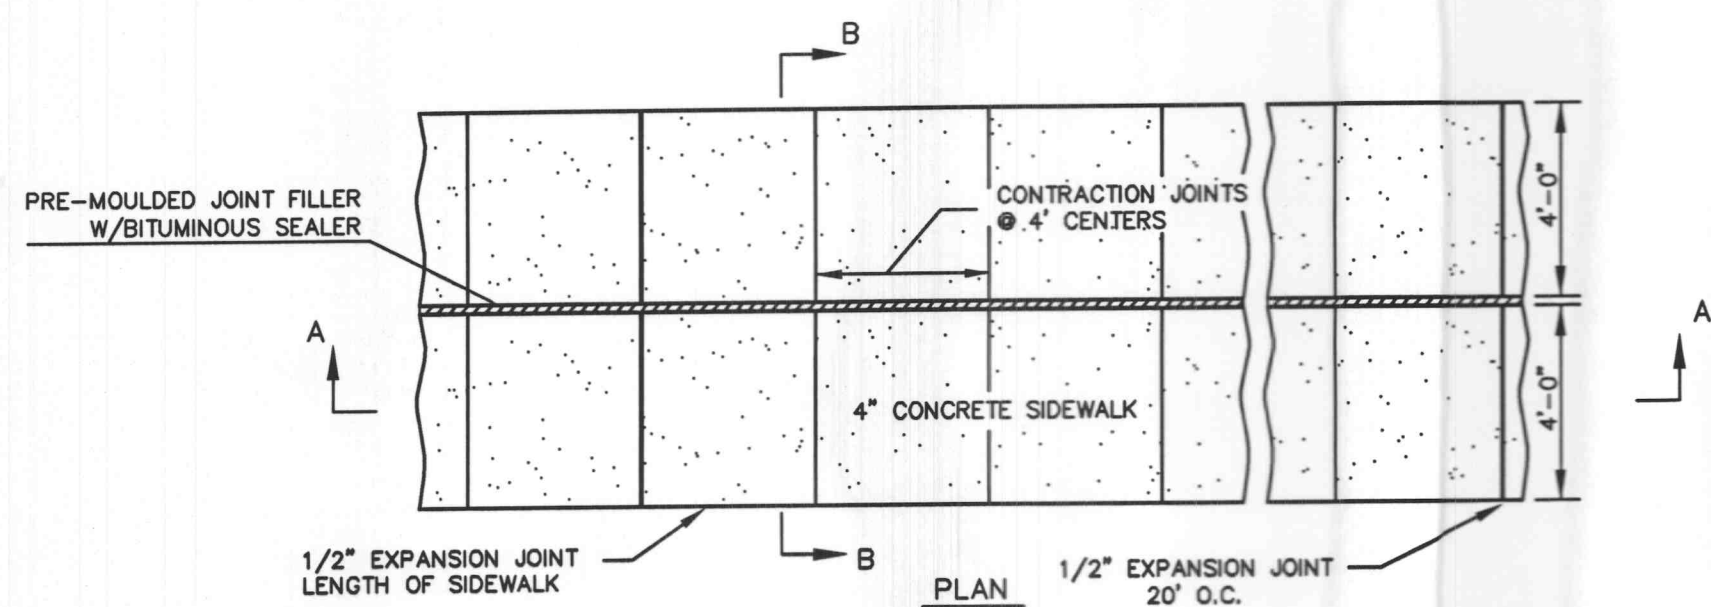 B
PRE-MOULDED JOINT FILLER
W/BITUMINOUS SEALER
CONTRACTION JOINTS
@ 4' CENTERS
4'-0"
A
A
4" CONCRETE SIDEWALK
4'-0"
1/2" EXPANSION JOINT
LENGTH OF SIDEWALK
B
PLAN
1/2" EXPANSION JOINT
20' O.C.